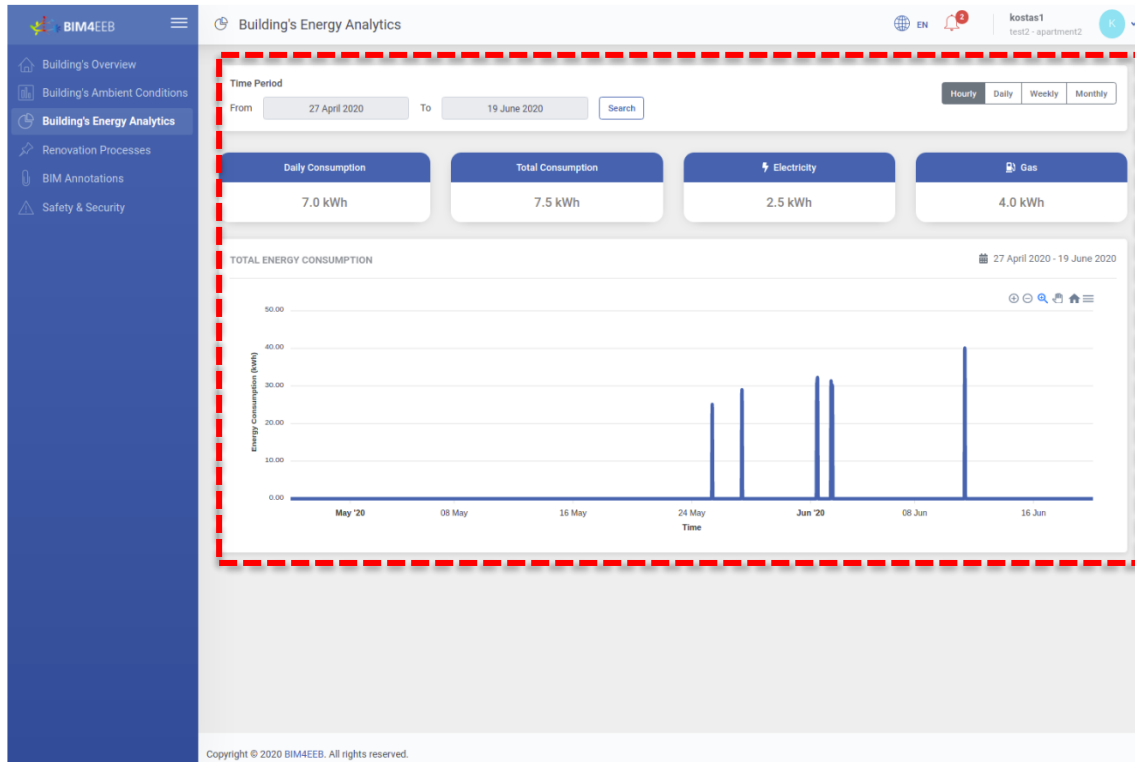 BIM4EEB
Building's Overview
Building's Ambient Conditions
Building's Energy Analytics
Renovation Processes
BIM Annotations
Safety & Security
Building's Energy Analytics
EN
2
kostas1
test2 - apartment2
K
Time Period
From 27 April 2020 To 19 June 2020 Search
Hourly Daily Weekly Monthly
Daily Consumption
7.0 kWh
Total Consumption
7.5 kWh
Electricity
2.5 kWh
Gas
4.0 kWh
TOTAL ENERGY CONSUMPTION
27 April 2020 - 19 June 2020
Energy Consumption (kWh)
50.00
40.00
30.00
20.00
10.00
0.00
May '20 08 May 16 May 24 May Jun '20 08 Jun 16 Jun
Time
Copyright © 2020 BIM4EEB. All rights reserved.